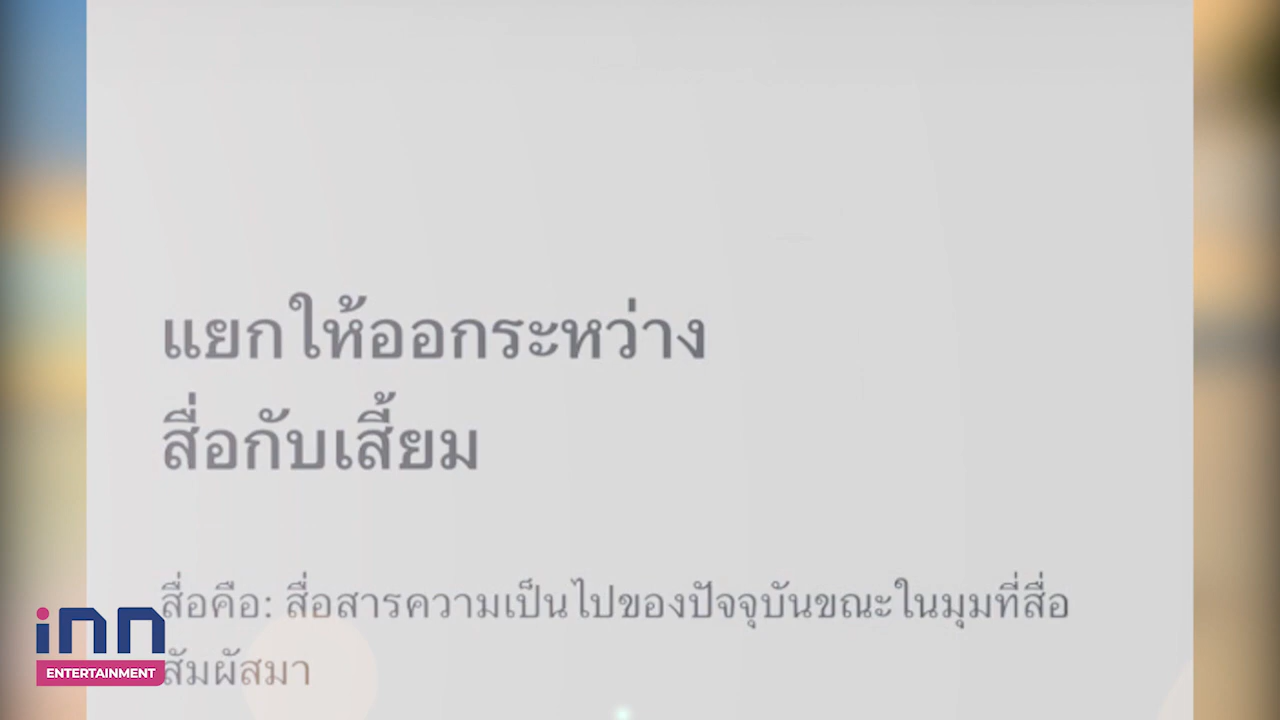 แยกให้ออกระหว่าง
สื่อกับเสี้ยม
สื่อคือ: สื่อสารความเป็นไปของปัจจุบันขณะในมุมที่สื่อ
สัมผัสมา
inn
ENTERTAINMENT